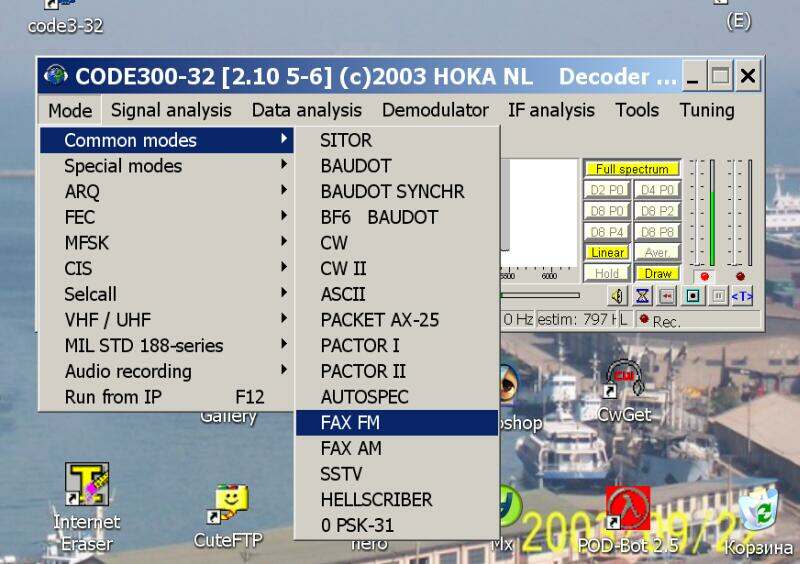 code3-32
(E)
CODE300-32 [2.10 5-6] (c)2003 HOKA NL Decoder ...
Mode Signal analysis Data analysis Demodulator IF analysis Tools Tuning
Common modes
Special modes
ARQ
FEC
MFSK
CIS
Selcall
VHF / UHF
MIL STD 188-series
Audio recording
Run from IP F12
SITOR
BAUDOT
BAUDOT SYNCHR
BF6 BAUDOT
CW
CW II
ASCII
PACKET AX-25
PACTOR I
PACTOR II
AUTOSPEC
FAX FM
FAX AM
SSTV
HELLSCRIBER
0 PSK-31
Full spectrum
D2 P0 D4 P0
D8 P0 D8 P2
D8 P4 D8 P8
Linear Aver.
Hold Draw
6000
<T>
0 Hz estim: 797 L Rec.
Gallery
CW
CwGet
Internet
Eraser
CuteFTP
nero
POD-Bot 2.5
Корзина